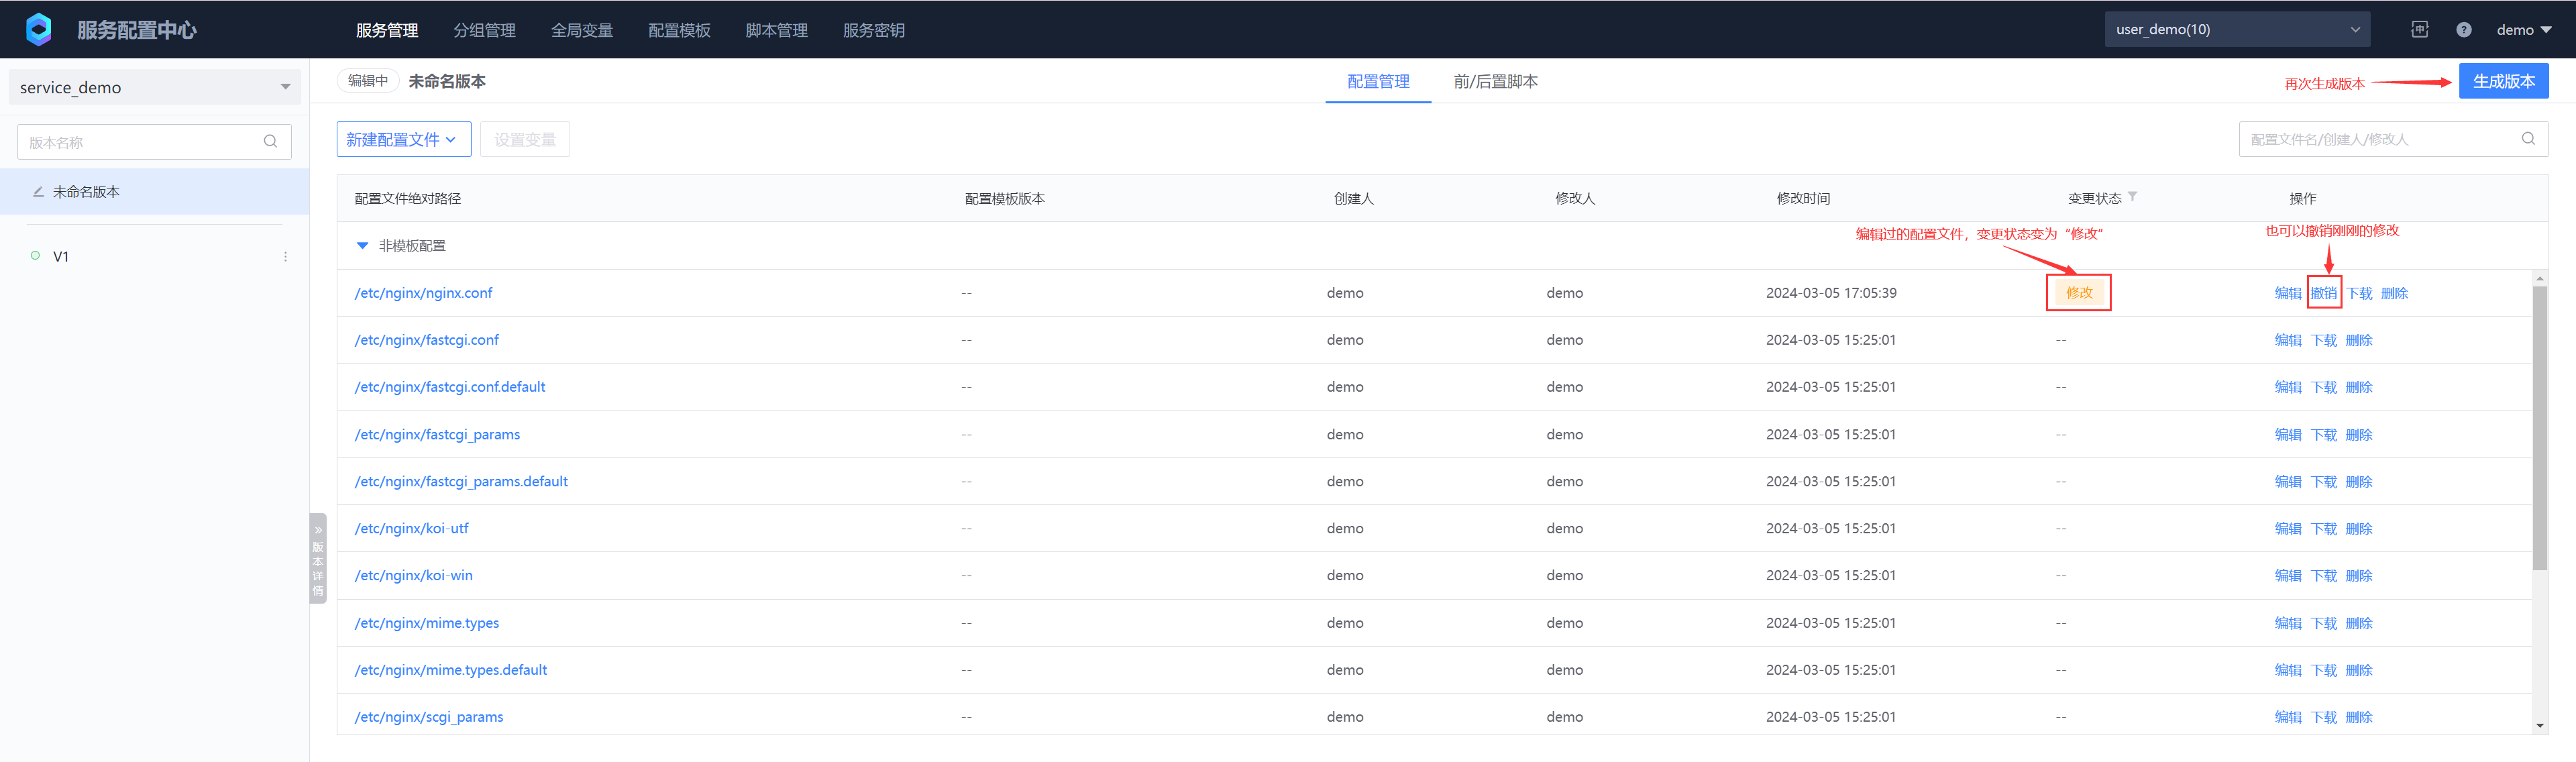 服务配置中心 服务管理 分组管理 全局变量 配置模板 脚本管理 服务密钥 user_demo(10) 中 ? demo
service_demo 编辑中 未命名版本 配置管理 前/后置脚本 再次生成版本 生成版本
版本名称 新建配置文件 设置变量 配置文件名/创建人/修改人
未命名版本
V1
配置文件绝对路径 配置模板版本 创建人 修改人 修改时间 变更状态 操作
非模板配置
编辑过的配置文件，变更状态变为“修改” 也可以撤销刚刚的修改
/etc/nginx/nginx.conf -- demo demo 2024-03-05 17:05:39 修改 编辑 撤销 下载 删除
/etc/nginx/fastcgi.conf -- demo demo 2024-03-05 15:25:01 -- 编辑 下载 删除
/etc/nginx/fastcgi.conf.default -- demo demo 2024-03-05 15:25:01 -- 编辑 下载 删除
/etc/nginx/fastcgi_params -- demo demo 2024-03-05 15:25:01 -- 编辑 下载 删除
/etc/nginx/fastcgi_params.default -- demo demo 2024-03-05 15:25:01 -- 编辑 下载 删除
/etc/nginx/koi-utf -- demo demo 2024-03-05 15:25:01 -- 编辑 下载 删除
/etc/nginx/koi-win -- demo demo 2024-03-05 15:25:01 -- 编辑 下载 删除
/etc/nginx/mime.types -- demo demo 2024-03-05 15:25:01 -- 编辑 下载 删除
/etc/nginx/mime.types.default -- demo demo 2024-03-05 15:25:01 -- 编辑 下载 删除
/etc/nginx/scgi_params -- demo demo 2024-03-05 15:25:01 -- 编辑 下载 删除
» 版本详情